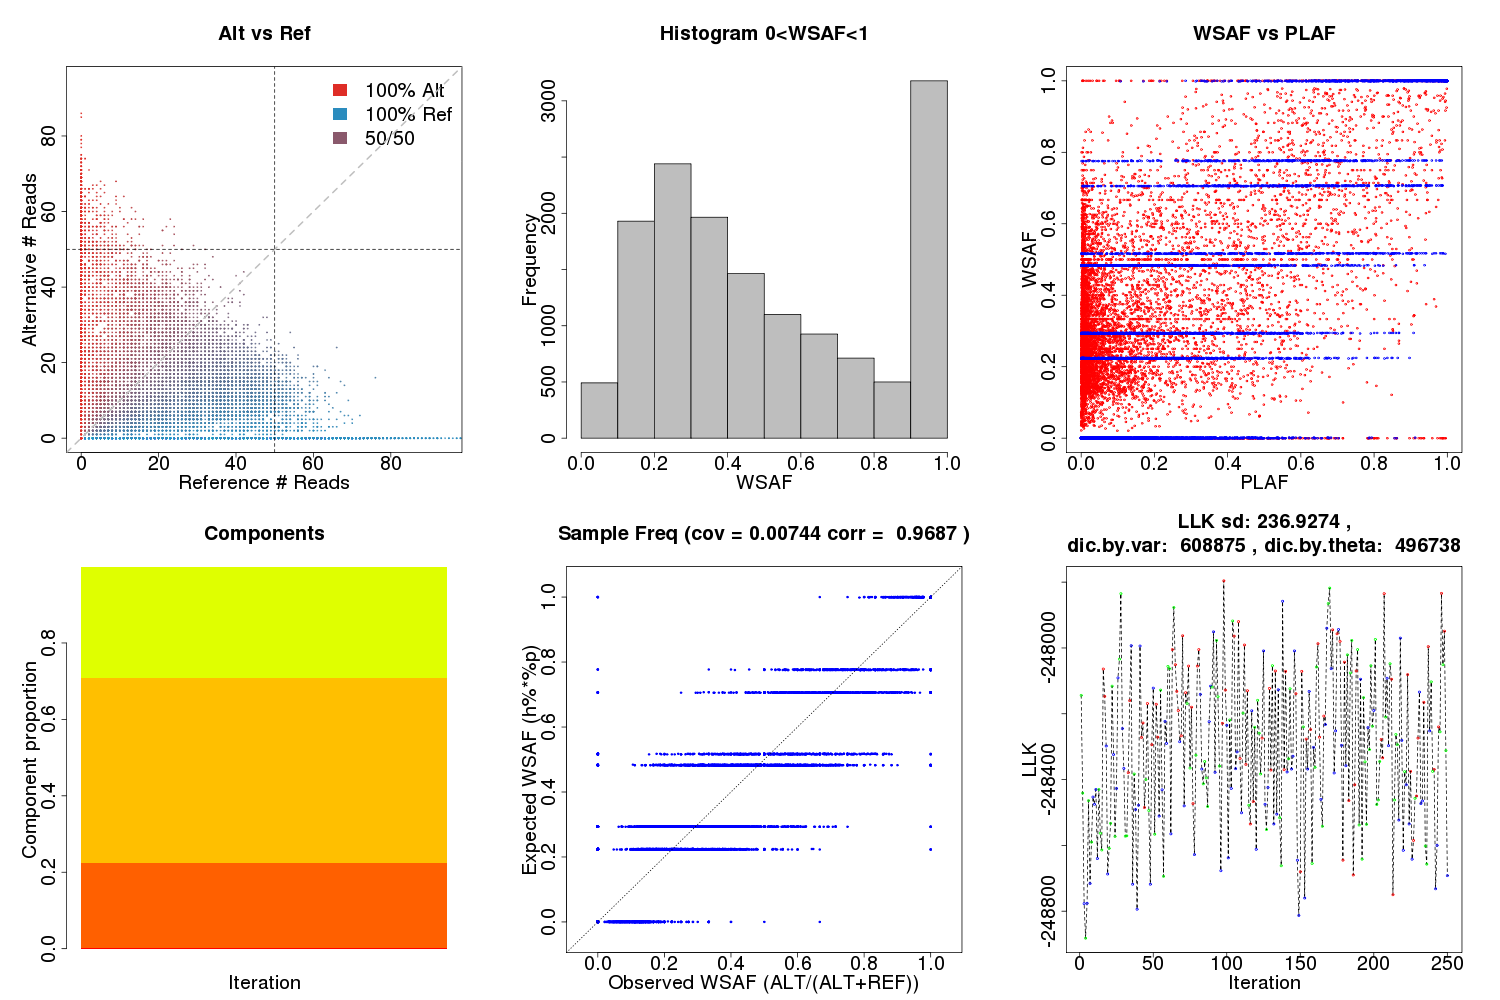 Alt vs Ref
100% Alt
100% Ref
50/50
Alternative # Reads
0 20 40 60 80
0 20 40 60 80
Reference # Reads
Histogram 0<WSAF<1
Frequency
0 500 1000 2000 3000
0.0 0.2 0.4 0.6 0.8 1.0
WSAF
WSAF vs PLAF
WSAF
0.0 0.2 0.4 0.6 0.8 1.0
0.0 0.2 0.4 0.6 0.8 1.0
PLAF
Components
Component proportion
0.0 0.2 0.4 0.6 0.8
Iteration
Sample Freq (cov = 0.00744 corr = 0.9687 )
Expected WSAF (h%*%p)
0.0 0.2 0.4 0.6 0.8 1.0
0.0 0.2 0.4 0.6 0.8 1.0
Observed WSAF (ALT/(ALT+REF))
LLK sd: 236.9274 ,
dic.by.var: 608875 , dic.by.theta: 496738
LLK
-248800 -248400 -248000
0 50 100 150 200 250
Iteration